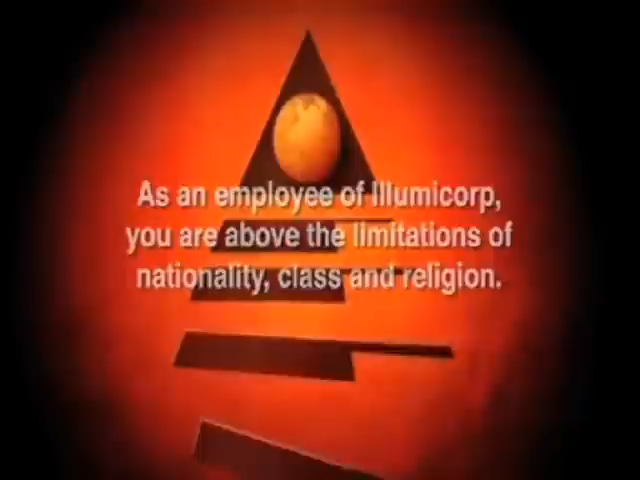 As an employee of Illumicorp,
you are above the limitations of
nationality, class and religion.